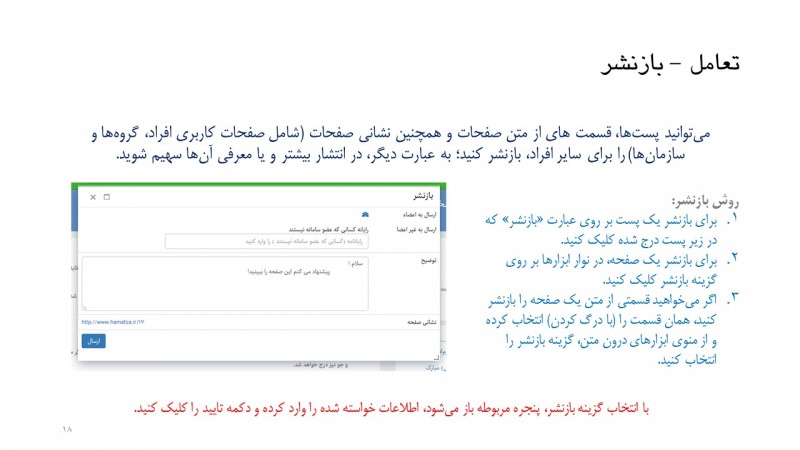 تعامل – بازنشر
می‌توانید پست‌ها، قسمت های از متن صفحات و همچنین نشانی صفحات (شامل صفحات کاربری افراد، گروه‌ها و
سازمان‌ها) را برای سایر افراد، بازنشر کنید؛ به عبارت دیگر، در انتشار بیشتر و یا معرفی آن‌ها سهیم شوید.
روش بازنشر:
۱. برای بازنشر یک پست بر روی عبارت «بازنشر» که
در زیر پست درج شده کلیک کنید.
۲. برای بازنشر یک صفحه، در نوار ابزارها بر روی
گزینه بازنشر کلیک کنید.
۳. اگر می‌خواهید قسمتی از متن یک صفحه را بازنشر
کنید، همان قسمت را (با درگ کردن) انتخاب کرده
و از منوی ابزارهای درون متن، گزینه بازنشر را
انتخاب کنید.
بازنشر
ارسال به اعضاء
ارسال به غیر اعضا
رایانه کسانی که عضو سامانه نیستند
رایانامه (کسانی که عضو سامانه نیستند) را وارد کنید
توضیح
سلام !
پیشنهاد می کنم این صفحه را ببینید!
نشانی صفحه
http://www.hamafza.ir/۱۴
ارسال
و جو نیز درج خواهد شد.
مبارک
با انتخاب گزینه بازنشر، پنجره مربوطه باز می‌شود، اطلاعات خواسته شده را وارد کرده و دکمه تایید را کلیک کنید.
۱۸